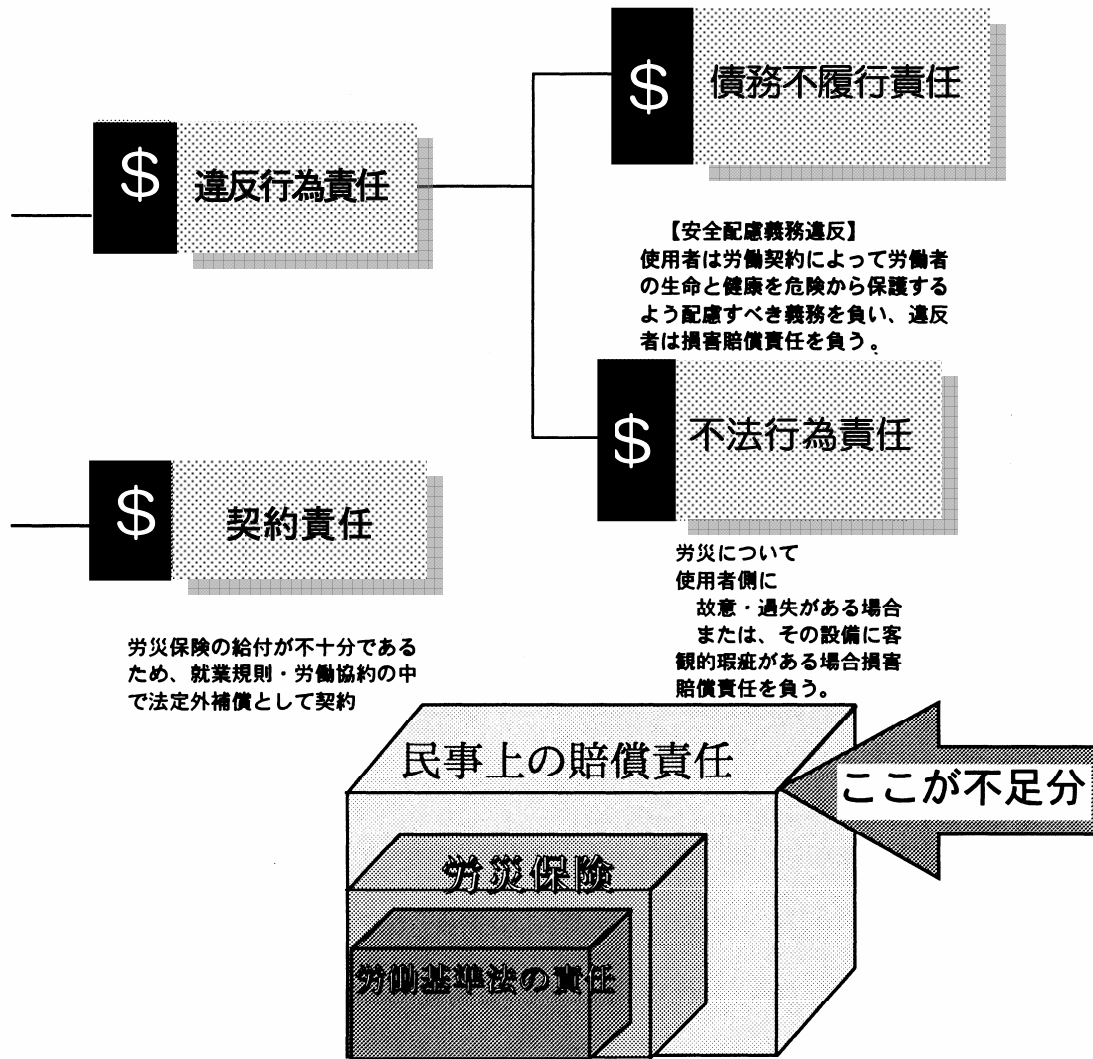 $
債務不履行責任
$
違反行為責任
【安全配慮義務違反】
使用者は労働契約によって労働者
の生命と健康を危険から保護する
よう配慮すべき義務を負い、違反
者は損害賠償責任を負う。
$
不法行為責任
$
契約責任
労災について
使用者側に
故意・過失がある場合
または、その設備に客
観的瑕疵がある場合損害
賠償責任を負う。
労災保険の給付が不十分である
ため、就業規則・労働協約の中
で法定外補償として契約
民事上の賠償責任
ここが不足分
労災保険
労働基準法の責任